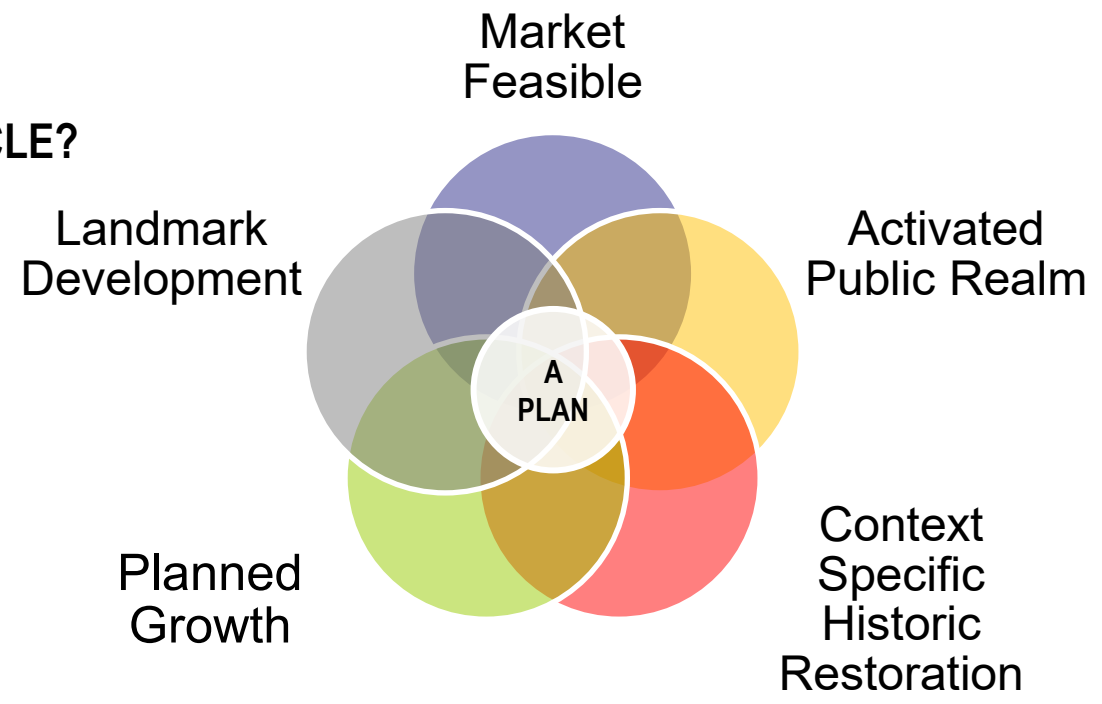 Market
Feasible
CLE?
Landmark
Development
Activated
Public Realm
A
PLAN
Planned
Growth
Context
Specific
Historic
Restoration